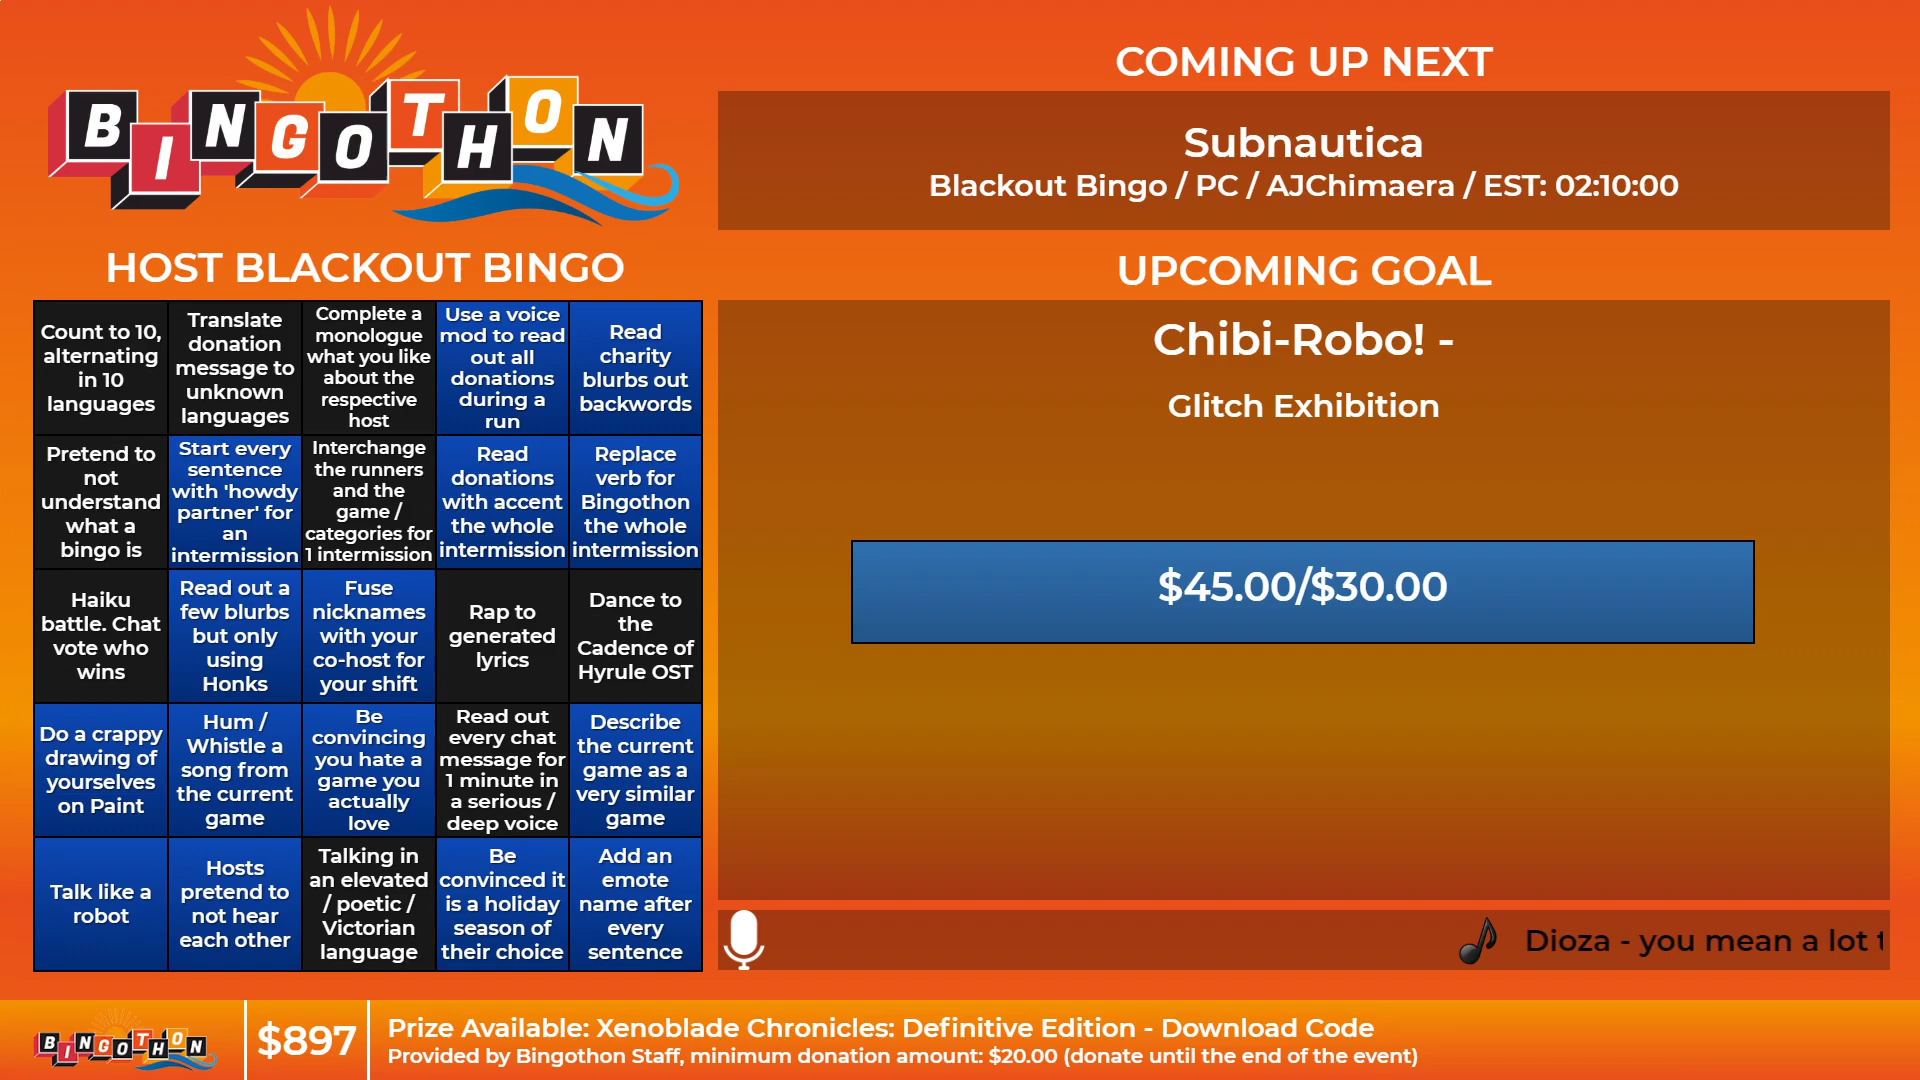 BINGOTHON
COMING UP NEXT
Subnautica
Blackout Bingo / PC / AJChimaera / EST: 02:10:00
HOST BLACKOUT BINGO
Count to 10,
alternating
in 10
languages
Translate
donation
message to
unknown
languages
Complete a
monologue
what you like
about the
respective
host
Use a voice
mod to read
out all
donations
during a
run
Read
charity
blurbs out
backwords
Pretend to
not
understand
what a
bingo is
Start every
sentence
with 'howdy
partner' for
an
intermission
Interchange
the runners
and the
game /
categories for
1 intermission
Read
donations
with accent
the whole
intermission
Replace
verb for
Bingothon
the whole
intermission
Haiku
battle. Chat
vote who
wins
Read out a
few blurbs
but only
using
Honks
Fuse
nicknames
with your
co-host for
your shift
Rap to
generated
lyrics
Dance to
the
Cadence of
Hyrule OST
Do a crappy
drawing of
yourselves
on Paint
Hum /
Whistle a
song from
the current
game
Be
convincing
you hate a
game you
actually
love
Read out
every chat
message for
1 minute in
a serious /
deep voice
Describe
the current
game as a
very similar
game
Talk like a
robot
Hosts
pretend to
not hear
each other
Talking in
an elevated
/ poetic /
Victorian
language
Be
convinced it
is a holiday
season of
their choice
Add an
emote
name after
every
sentence
UPCOMING GOAL
Chibi-Robo! -
Glitch Exhibition
$45.00/$30.00
Dioza - you mean a lot t
BINGOTHON
$897
Prize Available: Xenoblade Chronicles: Definitive Edition - Download Code
Provided by Bingothon Staff, minimum donation amount: $20.00 (donate until the end of the event)